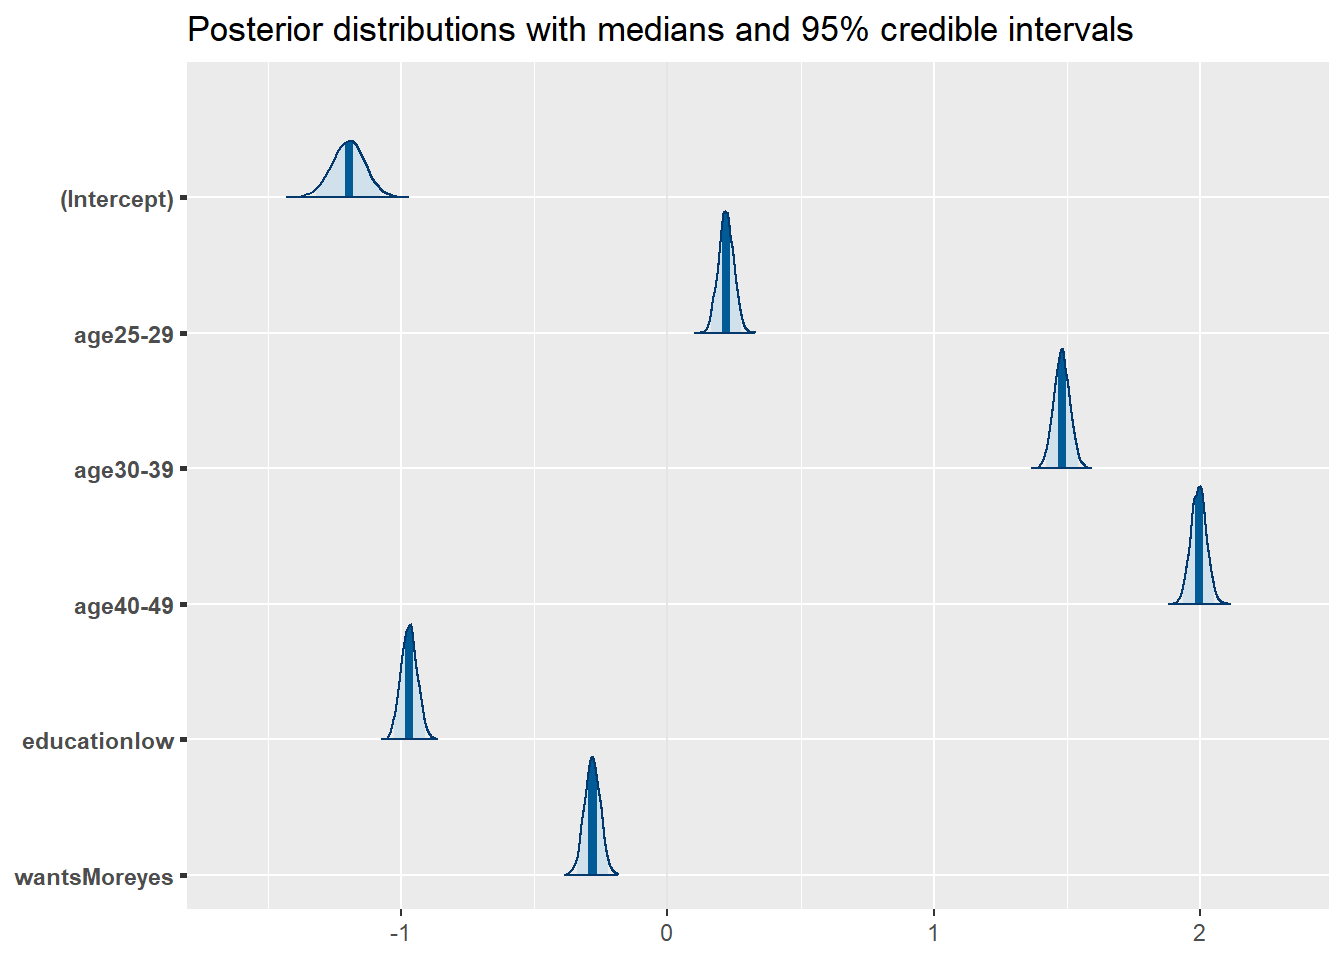 Posterior distributions with medians and 95% credible intervals
(Intercept)
age25-29
age30-39
age40-49
educationlow
wantsMoreyes
-1 0 1 2